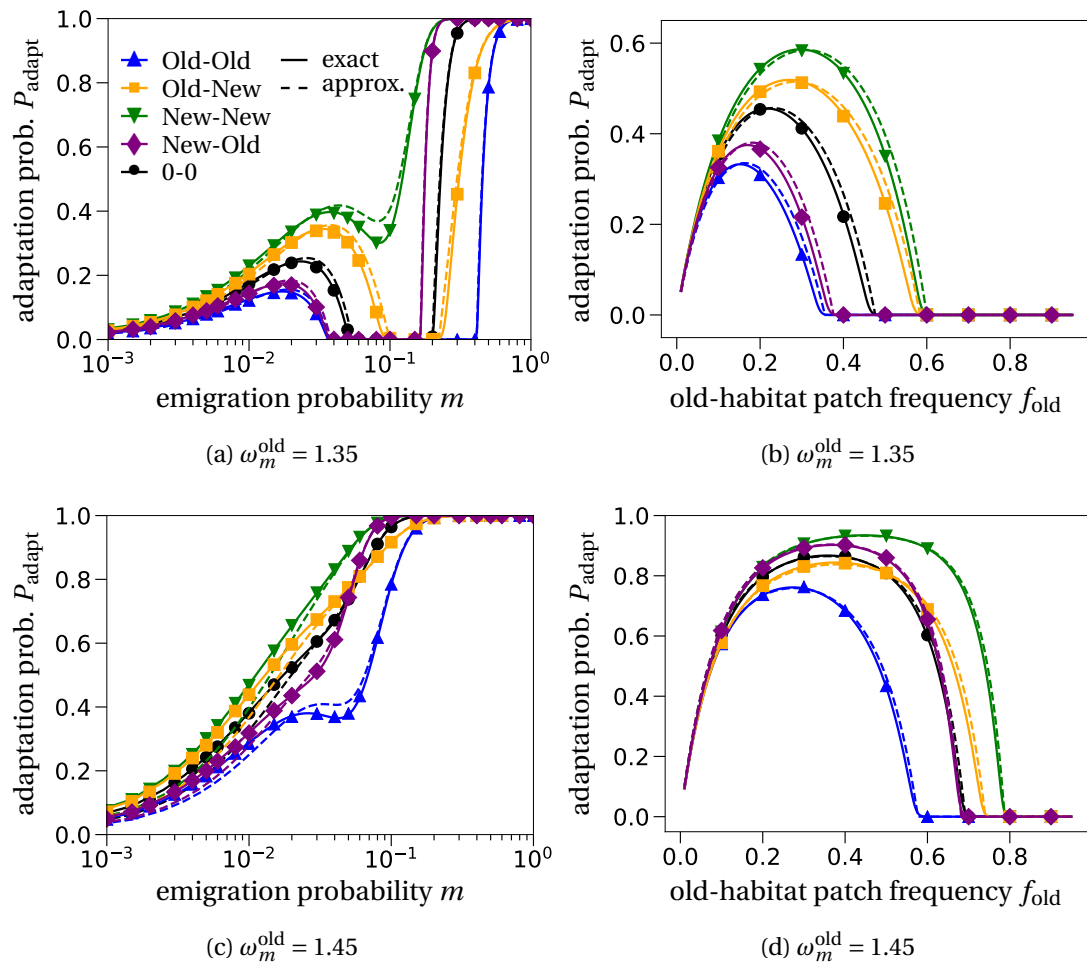 adaptation prob. P_adapt
1.0
0.8
0.6
0.4
0.2
0.0
Old-Old
Old-New
New-New
New-Old
0-0
exact
approx.
10⁻³ 10⁻² 10⁻¹ 10⁰
emigration probability m
(a) ω_m^old = 1.35
adaptation prob. P_adapt
0.6
0.4
0.2
0.0
0.0 0.2 0.4 0.6 0.8
old-habitat patch frequency f_old
(b) ω_m^old = 1.35
adaptation prob. P_adapt
1.0
0.8
0.6
0.4
0.2
0.0
10⁻³ 10⁻² 10⁻¹ 10⁰
emigration probability m
(c) ω_m^old = 1.45
adaptation prob. P_adapt
1.0
0.8
0.6
0.4
0.2
0.0
0.0 0.2 0.4 0.6 0.8
old-habitat patch frequency f_old
(d) ω_m^old = 1.45